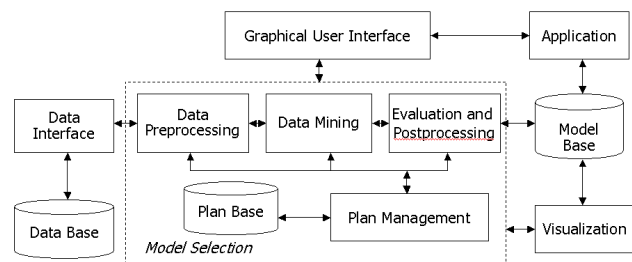 Graphical User Interface
Application
Data
Interface
Data
Preprocessing
Data Mining
Evaluation and
Postprocessing
Model
Base
Plan Base
Plan Management
Data Base
Visualization
Model Selection